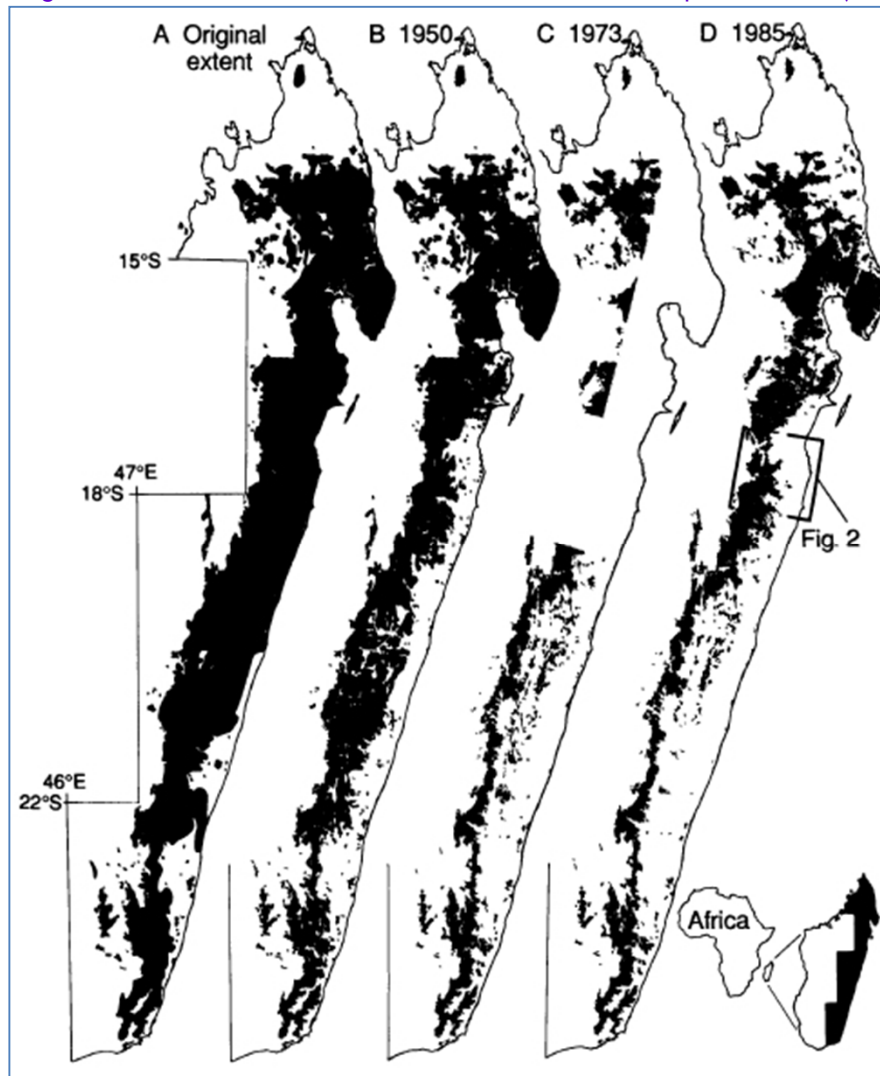 A Original
extent
B 1950
C 1973
D 1985
15°S
47°E
18°S
Fig. 2
46°E
22°S
Africa